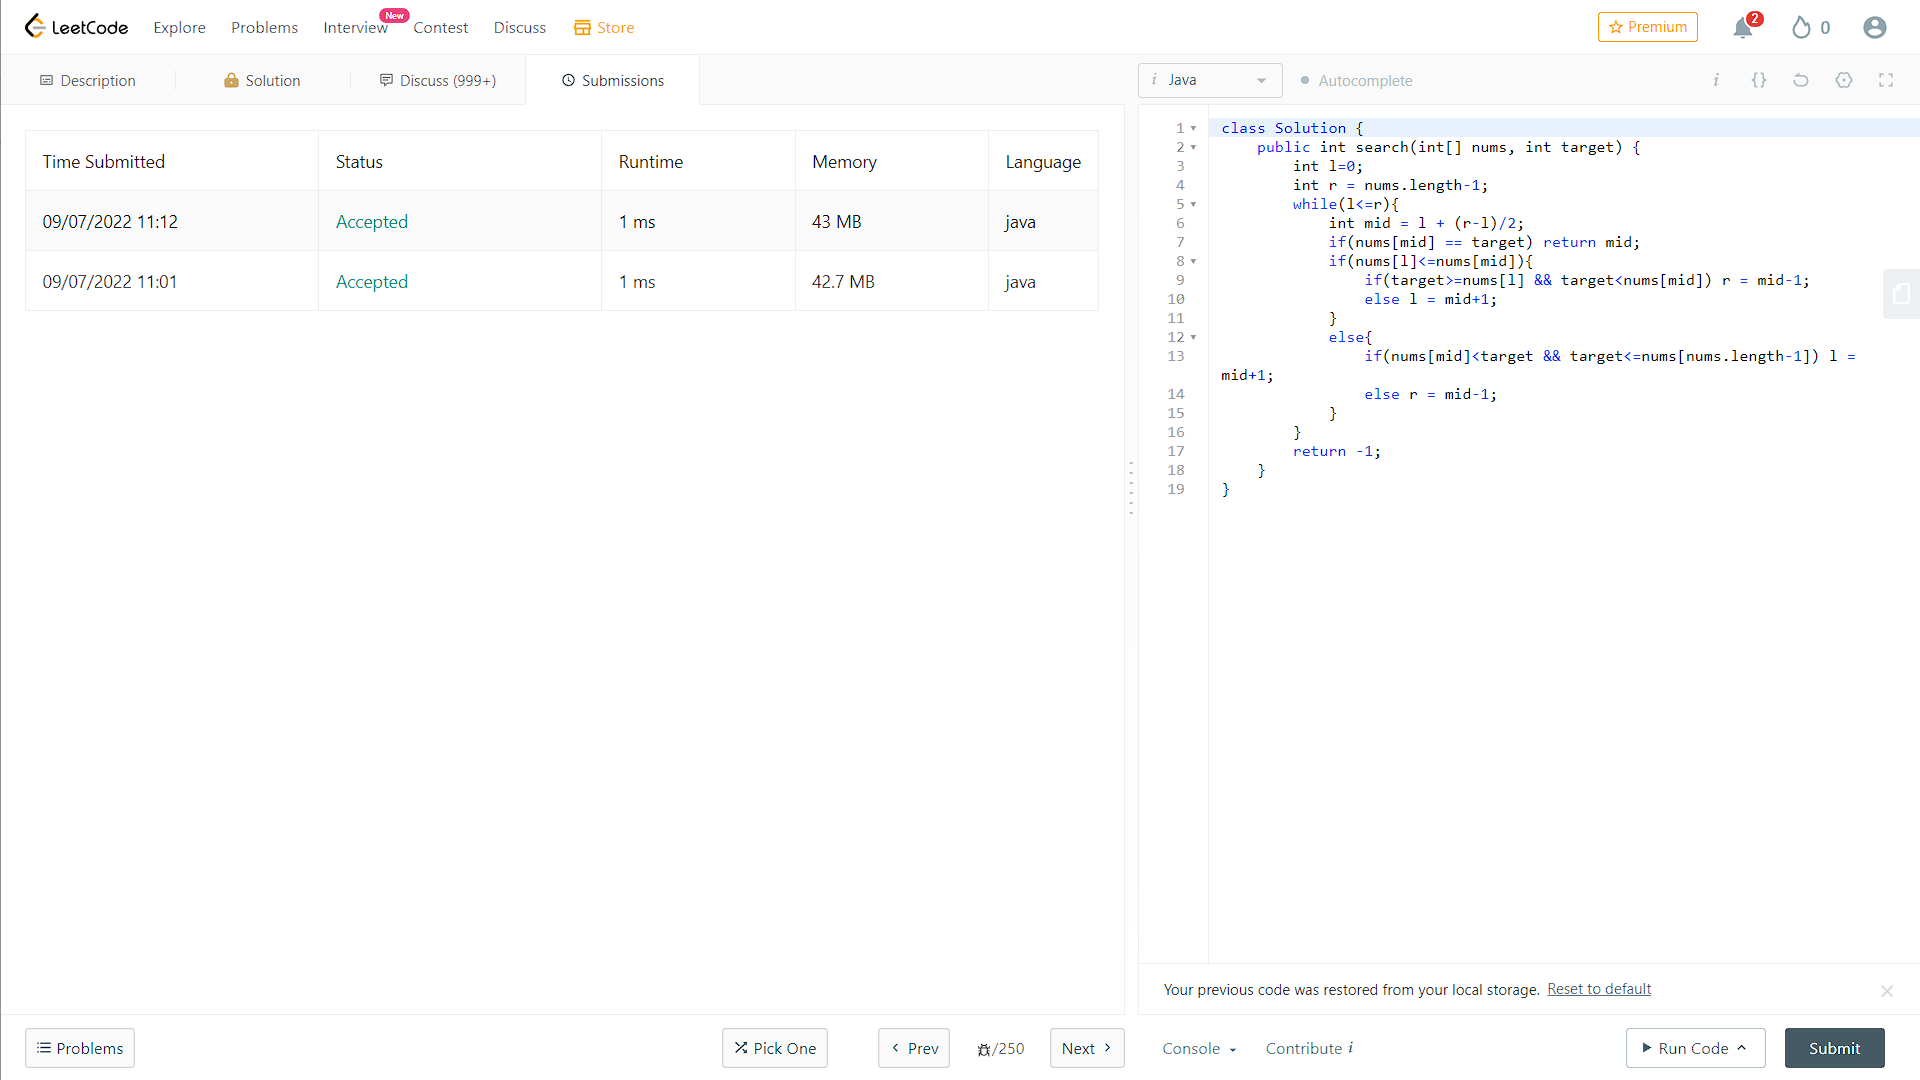 LeetCode Explore Problems Interview New Contest Discuss Store Premium 2 0
Description Solution Discuss (999+) Submissions
i Java Autocomplete i {}
Time Submitted Status Runtime Memory Language
09/07/2022 11:12 Accepted 1 ms 43 MB java
09/07/2022 11:01 Accepted 1 ms 42.7 MB java
1 class Solution {
2 public int search(int[] nums, int target) {
3 int l=0;
4 int r = nums.length-1;
5 while(l<=r){
6 int mid = l + (r-l)/2;
7 if(nums[mid] == target) return mid;
8 if(nums[l]<=nums[mid]){
9 if(target>=nums[l] && target<nums[mid]) r = mid-1;
10 else l = mid+1;
11 }
12 else{
13 if(nums[mid]<target && target<=nums[nums.length-1]) l =
mid+1;
14 else r = mid-1;
15 }
16 }
17 return -1;
18 }
19 }
Your previous code was restored from your local storage. Reset to default
Problems Pick One Prev /250 Next Console Contribute i Run Code Submit